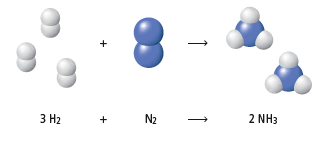 + →
3 H₂ + N₂ → 2 NH₃